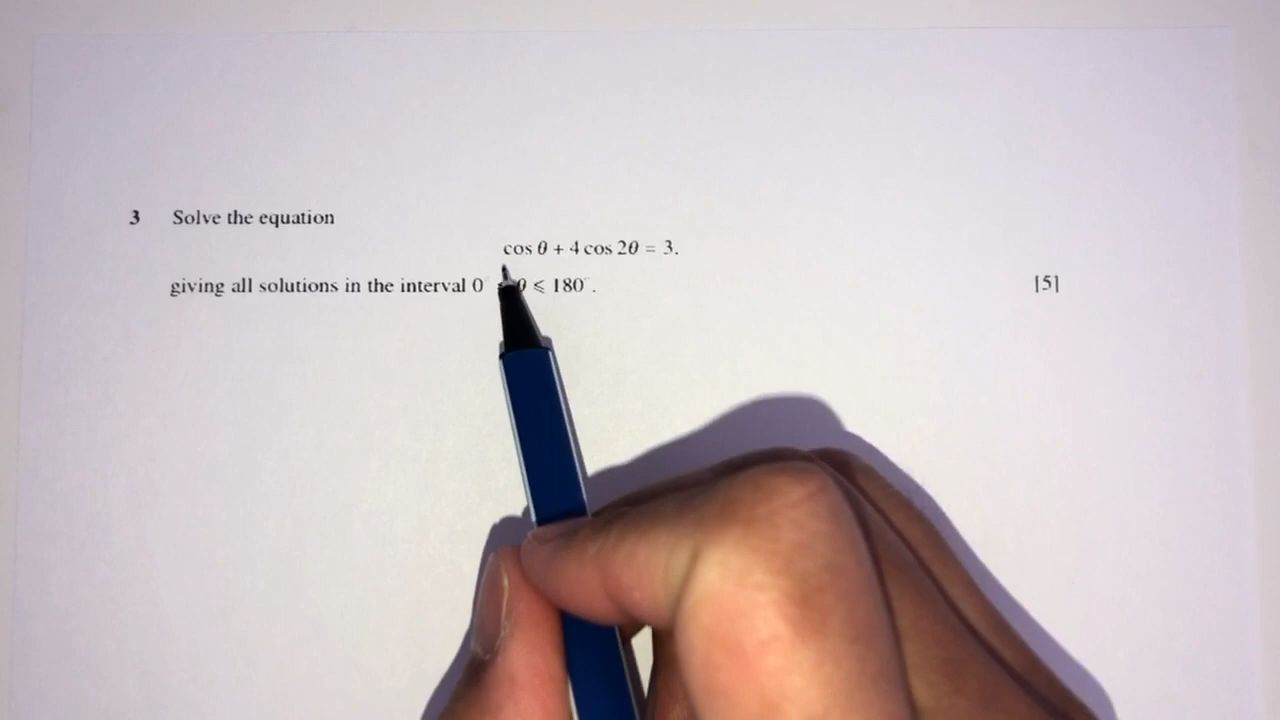 3 Solve the equation
cos θ + 4 cos 2θ = 3.
giving all solutions in the interval 0° θ ⩽ 180°. [5]